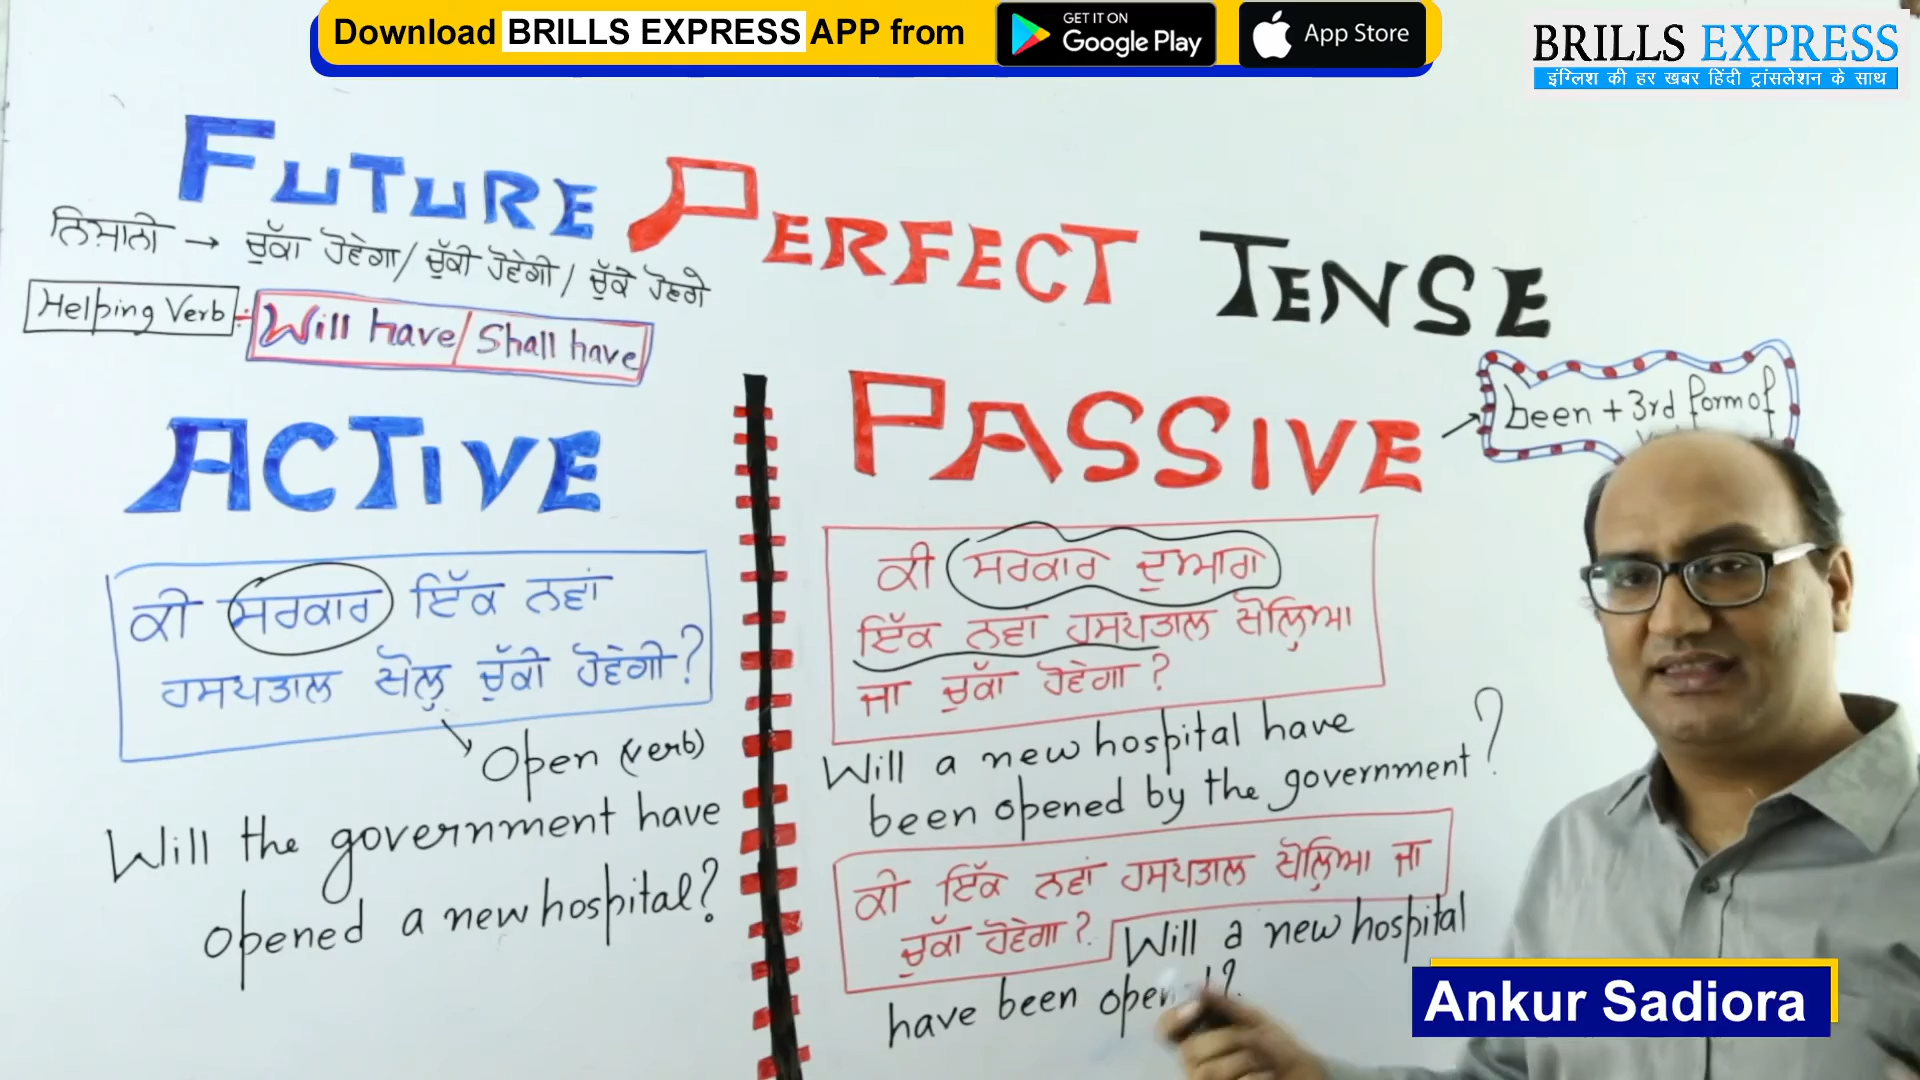 Download BRILLS EXPRESS APP from
GET IT ON
Google Play
App Store
BRILLS EXPRESS
इंग्लिश की हर खबर हिंदी ट्रांसलेशन के साथ
FUTURE PERFECT TENSE
ਨਿਸ਼ਾਨੀ → ਚੁੱਕਾ ਹੋਵੇਗਾ/ ਚੁੱਕੀ ਹੋਵੇਗੀ/ ਚੁੱਕੇ ਹੋਣਗੇ
Helping Verb :- Will have/Shall have
ACTIVE
ਕੀ ਸਰਕਾਰ ਇੱਕ ਨਵਾਂ
ਹਸਪਤਾਲ ਖੋਲ੍ਹ ਚੁੱਕੀ ਹੋਵੇਗੀ?
Open (verb)
Will the government have
opened a new hospital?
PASSIVE
→ been + 3rd form of
ਕੀ ਸਰਕਾਰ ਦੁਆਰਾ
ਇੱਕ ਨਵਾਂ ਹਸਪਤਾਲ ਖੋਲ੍ਹਿਆ
ਜਾ ਚੁੱਕਾ ਹੋਵੇਗਾ?
Will a new hospital have
been opened by the government?
ਕੀ ਇੱਕ ਨਵਾਂ ਹਸਪਤਾਲ ਖੋਲ੍ਹਿਆ ਜਾ
ਚੁੱਕਾ ਹੋਵੇਗਾ?
Will a new hospital
have been opened?
Ankur Sadiora